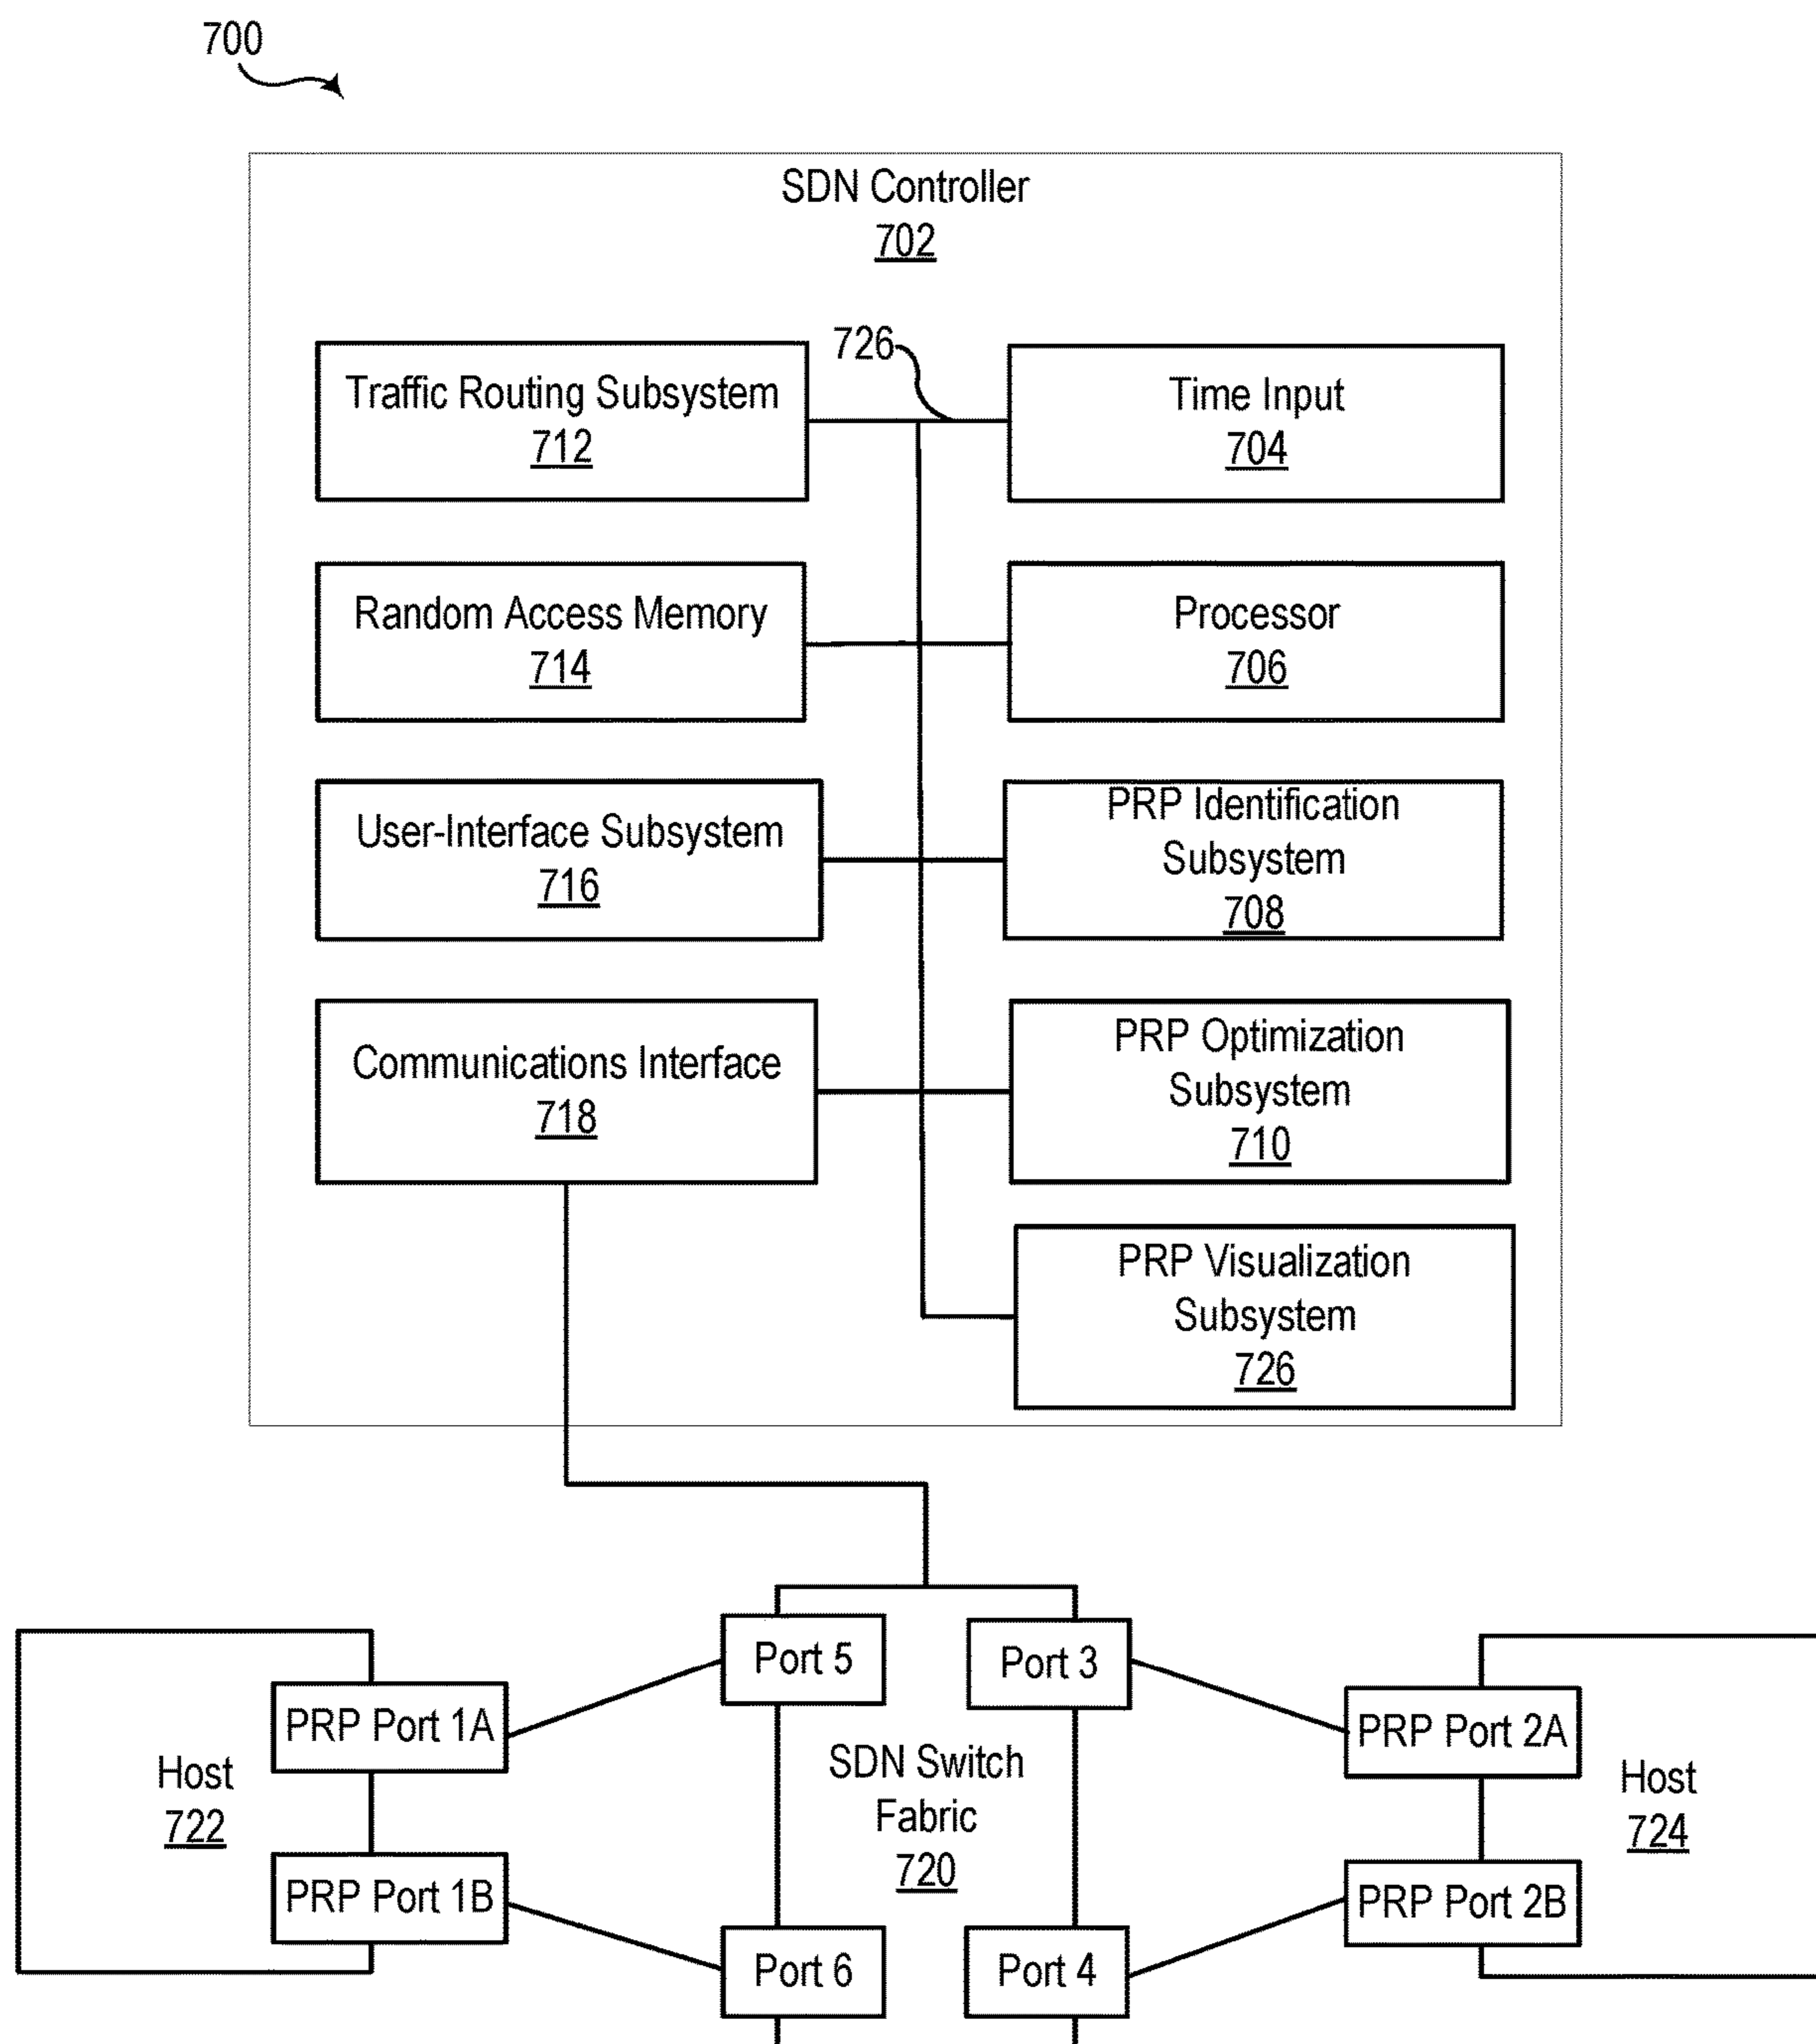 700
SDN Controller
702
726
Traffic Routing Subsystem
712
Time Input
704
Random Access Memory
714
Processor
706
User-Interface Subsystem
716
PRP Identification
Subsystem
708
Communications Interface
718
PRP Optimization
Subsystem
710
PRP Visualization
Subsystem
726
Port 5
Port 3
PRP Port 1A
PRP Port 2A
Host
722
SDN Switch
Fabric
720
Host
724
PRP Port 1B
PRP Port 2B
Port 6
Port 4